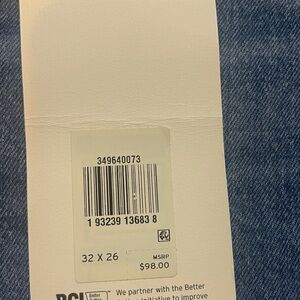 349640073
1 93239 13683 8
32 X 26
MSRP
$98.00
BCI
Better
We partner with the Better
initiative to improve